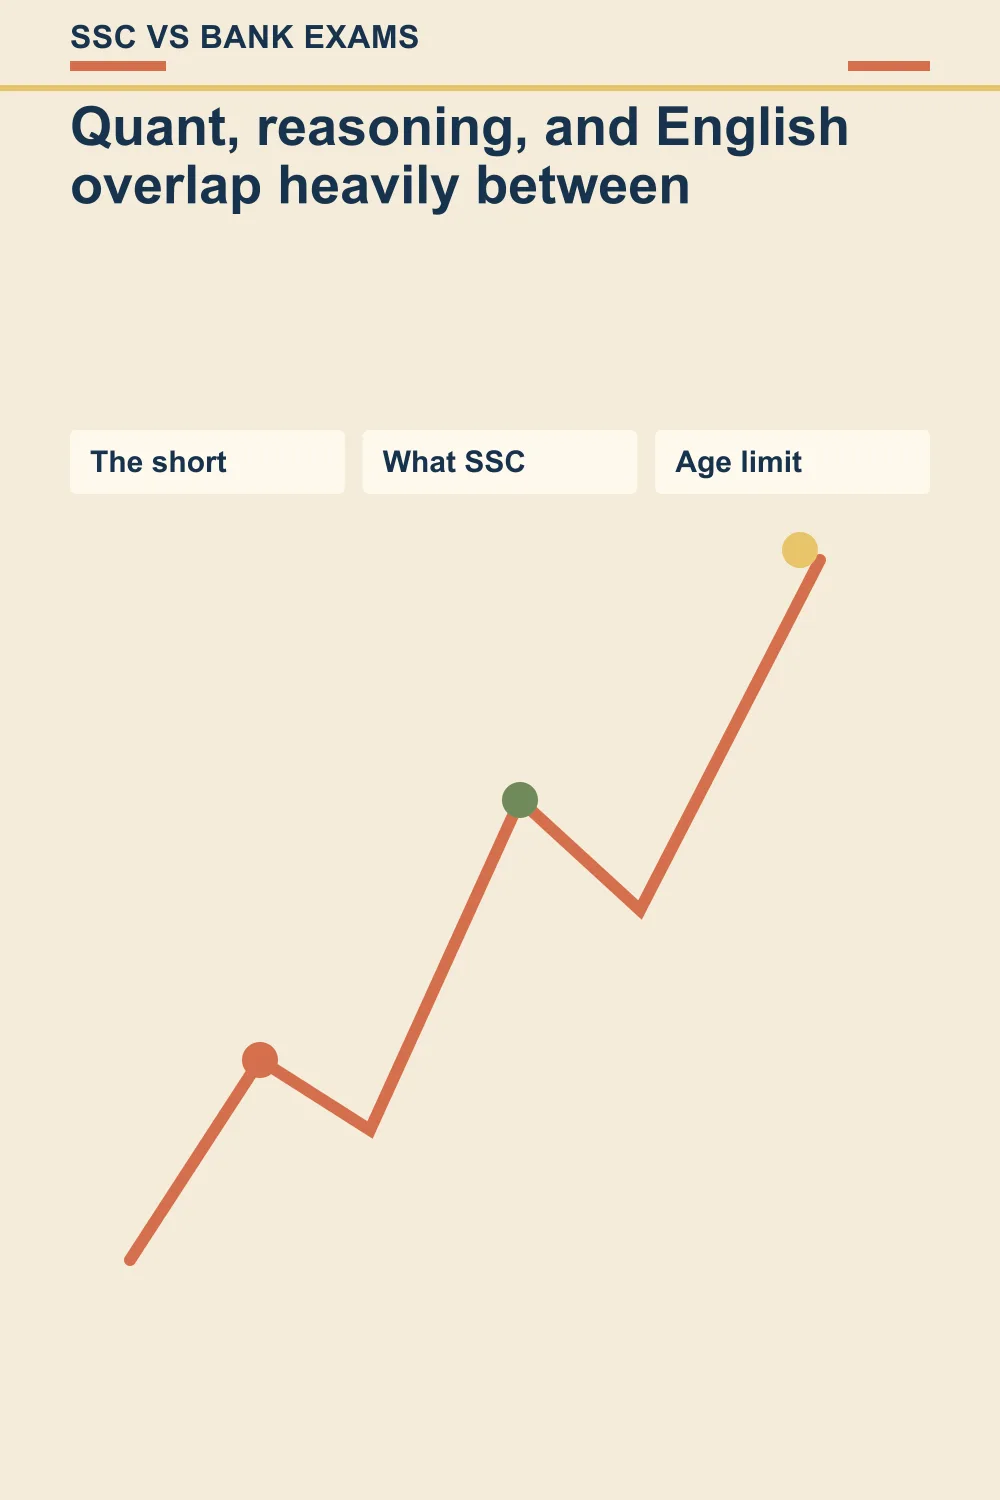 SSC VS BANK EXAMS
Quant, reasoning, and English
overlap heavily between
The short
What SSC
Age limit